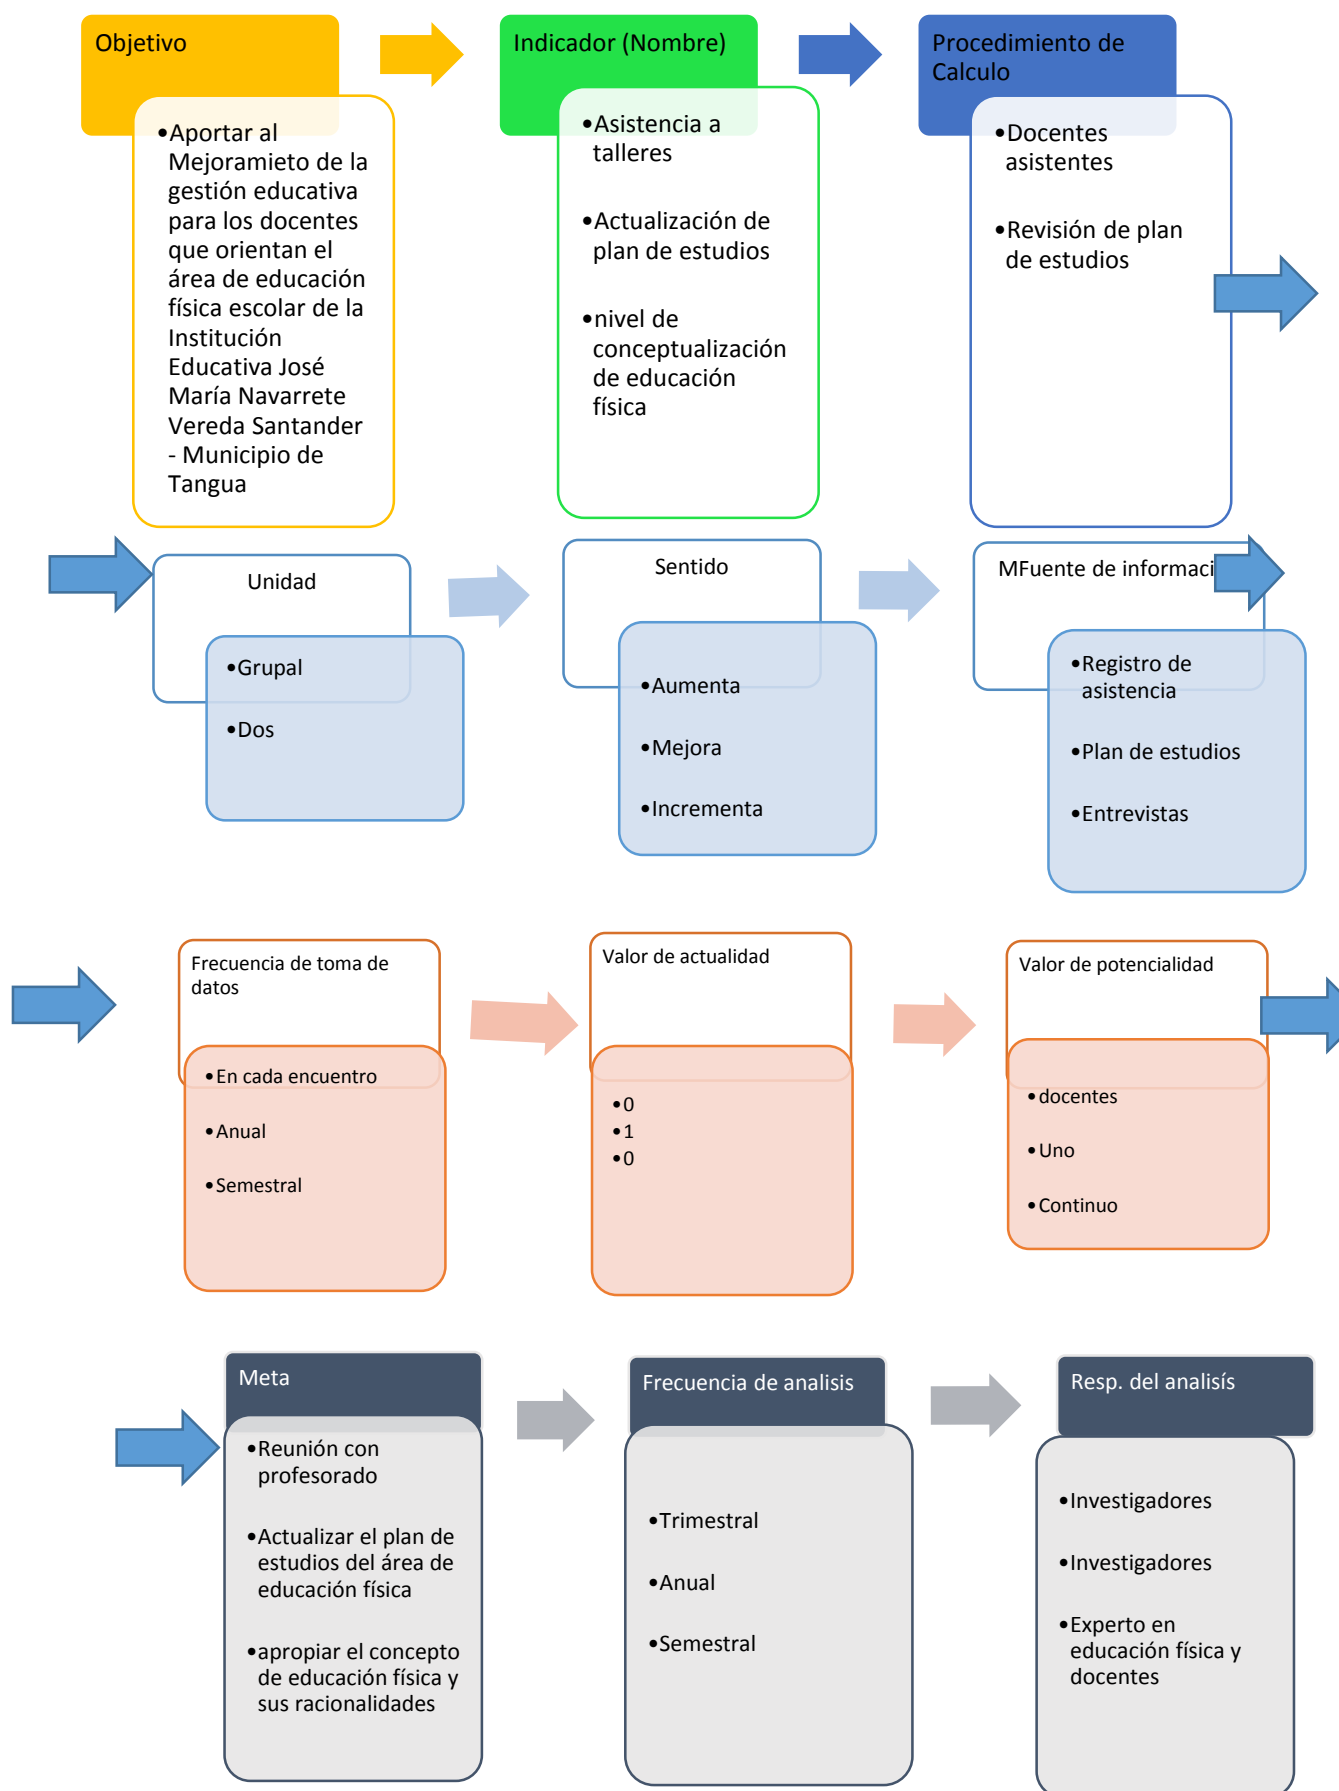 Objetivo
•Aportar al
Mejoramieto de la
gestión educativa
para los docentes
que orientan el
área de educación
física escolar de la
Institución
Educativa José
María Navarrete
Vereda Santander
- Municipio de
Tangua
Indicador (Nombre)
•Asistencia a
talleres
•Actualización de
plan de estudios
•nivel de
conceptualización
de educación
física
Procedimiento de
Calculo
•Docentes
asistentes
•Revisión de plan
de estudios
Unidad
•Grupal
•Dos
Sentido
•Aumenta
•Mejora
•Incrementa
MFuente de informaci
•Registro de
asistencia
•Plan de estudios
•Entrevistas
Frecuencia de toma de
datos
•En cada encuentro
•Anual
•Semestral
Valor de actualidad
•0
•1
•0
Valor de potencialidad
•docentes
•Uno
•Continuo
Meta
•Reunión con
profesorado
•Actualizar el plan de
estudios del área de
educación física
•apropiar el concepto
de educación física y
sus racionalidades
Frecuencia de analisis
•Trimestral
•Anual
•Semestral
Resp. del analisís
•Investigadores
•Investigadores
•Experto en
educación física y
docentes